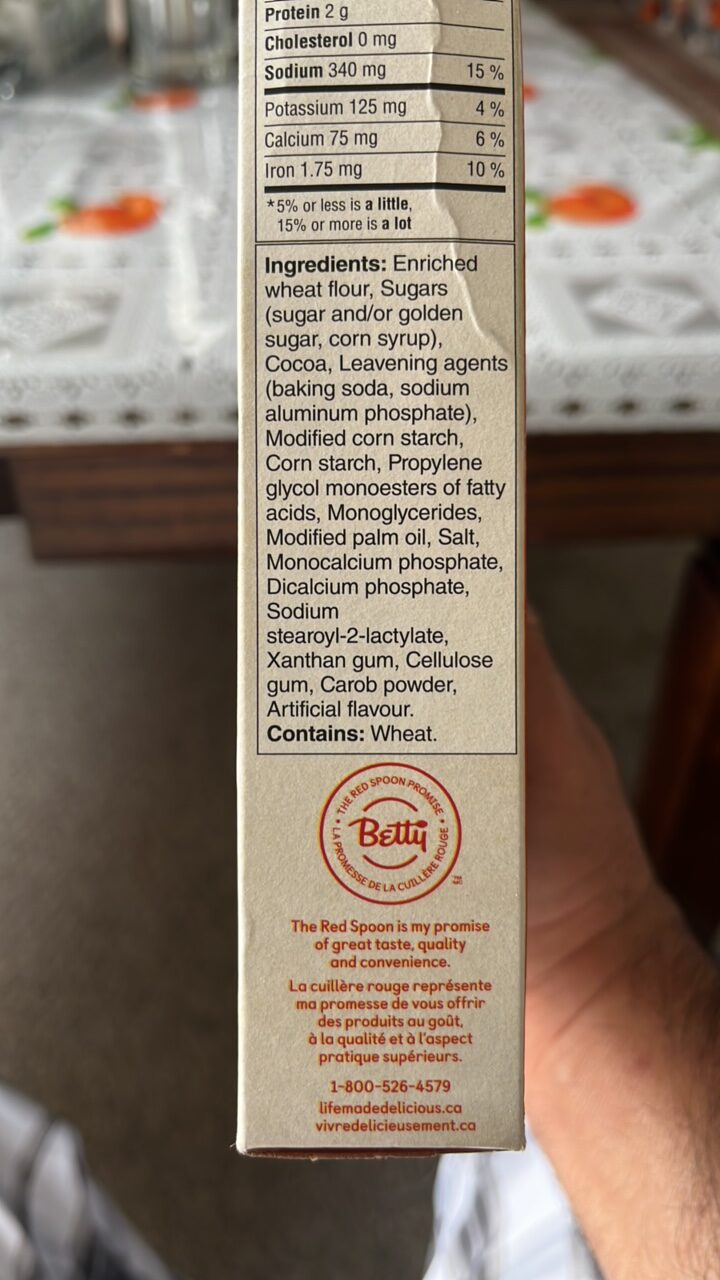 Protein 2 g
Cholesterol 0 mg
Sodium 340 mg 15 %
Potassium 125 mg 4 %
Calcium 75 mg 6 %
Iron 1.75 mg 10 %
*5% or less is a little,
15% or more is a lot
Ingredients: Enriched
wheat flour, Sugars
(sugar and/or golden
sugar, corn syrup),
Cocoa, Leavening agents
(baking soda, sodium
aluminum phosphate),
Modified corn starch,
Corn starch, Propylene
glycol monoesters of fatty
acids, Monoglycerides,
Modified palm oil, Salt,
Monocalcium phosphate,
Dicalcium phosphate,
Sodium
stearoyl-2-lactylate,
Xanthan gum, Cellulose
gum, Carob powder,
Artificial flavour.
Contains: Wheat.
• THE RED SPOON PROMISE •
Betty
LA PROMESSE DE LA CUILLÈRE ROUGE
The Red Spoon is my promise
of great taste, quality
and convenience.
La cuillère rouge représente
ma promesse de vous offrir
des produits au goût,
à la qualité et à l'aspect
pratique supérieurs.
1-800-526-4579
lifemadedelicious.ca
vivredelicieusement.ca